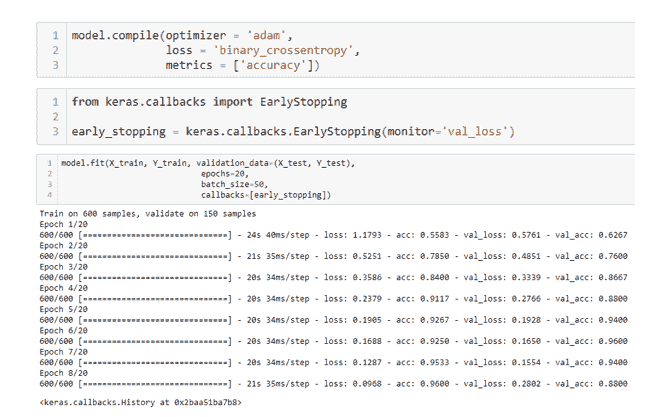 1 model.compile(optimizer = 'adam',
2 loss = 'binary_crossentropy',
3 metrics = ['accuracy'])
1 from keras.callbacks import EarlyStopping
2
3 early_stopping = keras.callbacks.EarlyStopping(monitor='val_loss')
1 model.fit(X_train, Y_train, validation_data=(X_test, Y_test),
2 epochs=20,
3 batch_size=50,
4 callbacks=[early_stopping])
Train on 600 samples, validate on 150 samples
Epoch 1/20
600/600 [==============================] - 24s 40ms/step - loss: 1.1793 - acc: 0.5583 - val_loss: 0.5761 - val_acc: 0.6267
Epoch 2/20
600/600 [==============================] - 21s 35ms/step - loss: 0.5251 - acc: 0.7850 - val_loss: 0.4851 - val_acc: 0.7600
Epoch 3/20
600/600 [==============================] - 20s 34ms/step - loss: 0.3586 - acc: 0.8400 - val_loss: 0.3339 - val_acc: 0.8667
Epoch 4/20
600/600 [==============================] - 20s 34ms/step - loss: 0.2379 - acc: 0.9117 - val_loss: 0.2766 - val_acc: 0.8800
Epoch 5/20
600/600 [==============================] - 20s 34ms/step - loss: 0.1905 - acc: 0.9267 - val_loss: 0.1928 - val_acc: 0.9400
Epoch 6/20
600/600 [==============================] - 20s 34ms/step - loss: 0.1688 - acc: 0.9250 - val_loss: 0.1650 - val_acc: 0.9600
Epoch 7/20
600/600 [==============================] - 20s 34ms/step - loss: 0.1287 - acc: 0.9533 - val_loss: 0.1554 - val_acc: 0.9400
Epoch 8/20
600/600 [==============================] - 21s 35ms/step - loss: 0.0968 - acc: 0.9600 - val_loss: 0.2802 - val_acc: 0.8800
<keras.callbacks.History at 0x2baa51ba7b8>